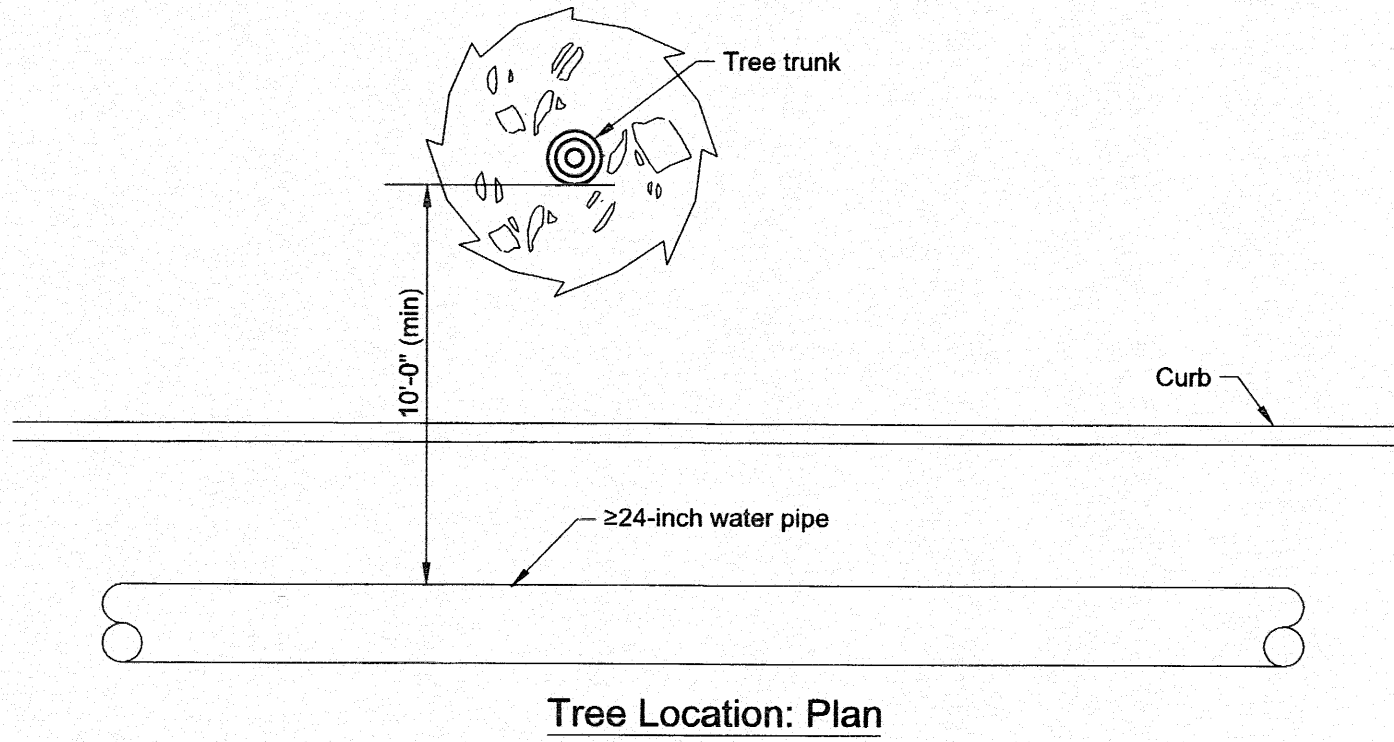 Tree trunk
10'-0" (min)
Curb
≥24-inch water pipe
Tree Location: Plan